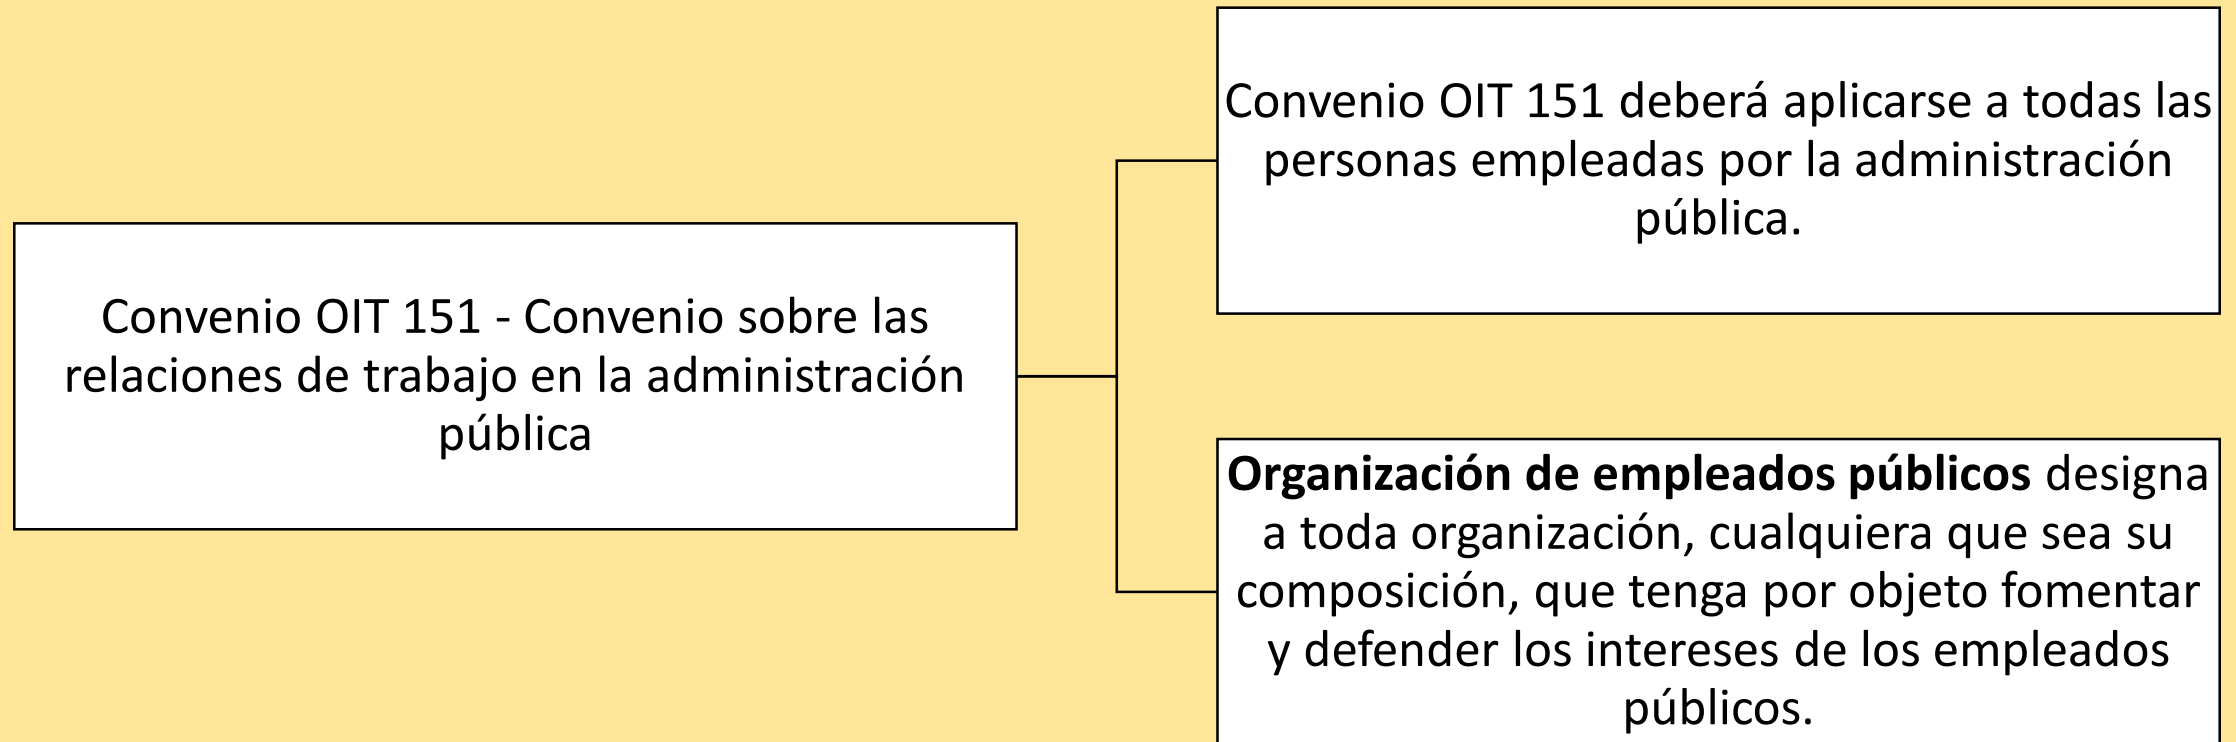 Convenio OIT 151 - Convenio sobre las
relaciones de trabajo en la administración
pública
Convenio OIT 151 deberá aplicarse a todas las
personas empleadas por la administración
pública.
Organización de empleados públicos designa
a toda organización, cualquiera que sea su
composición, que tenga por objeto fomentar
y defender los intereses de los empleados
públicos.